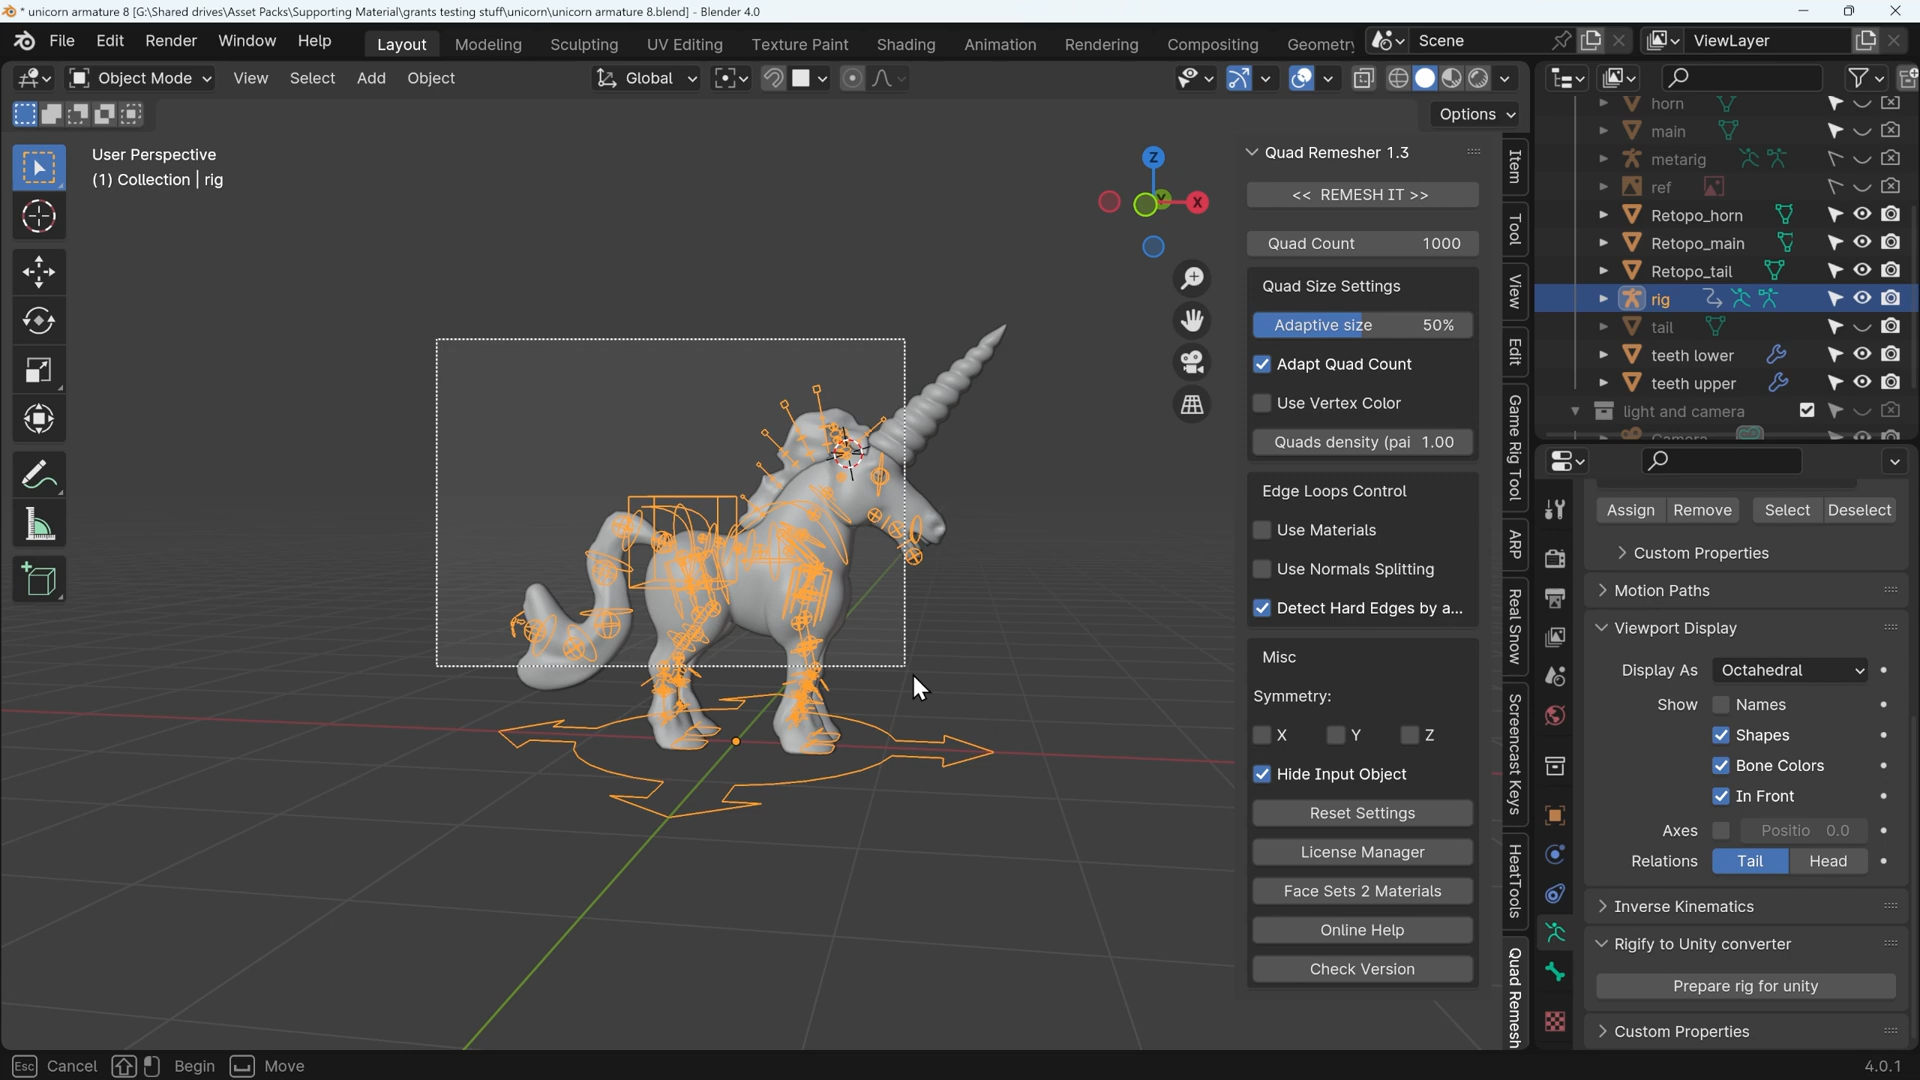 * unicorn armature 8 [G:\Shared drives\Asset Packs\Supporting Material\grants testing stuff\unicorn\unicorn armature 8.blend] - Blender 4.0
File Edit Render Window Help Layout Modeling Sculpting UV Editing Texture Paint Shading Animation Rendering Compositing Geometry Scene ViewLayer
Object Mode View Select Add Object Global
Options
User Perspective
(1) Collection | rig
Z
X
Quad Remesher 1.3
<< REMESH IT >>
Quad Count 1000
Quad Size Settings
Adaptive size 50%
Adapt Quad Count
Use Vertex Color
Quads density (pai 1.00
Edge Loops Control
Use Materials
Use Normals Splitting
Detect Hard Edges by a...
Misc
Symmetry:
X Y Z
Hide Input Object
Reset Settings
License Manager
Face Sets 2 Materials
Online Help
Check Version
Item
Tool
View
Edit
Game Rig Tool
ARP
Real Snow
Screencast Keys
HeatTools
Quad Remesh
horn
main
metarig
ref
Retopo_horn
Retopo_main
Retopo_tail
rig
tail
teeth lower
teeth upper
light and camera
Assign Remove Select Deselect
Custom Properties
Motion Paths
Viewport Display
Display As Octahedral
Show Names
Shapes
Bone Colors
In Front
Axes Positio 0.0
Relations Tail Head
Inverse Kinematics
Rigify to Unity converter
Prepare rig for unity
Custom Properties
Esc Cancel Begin Move 4.0.1